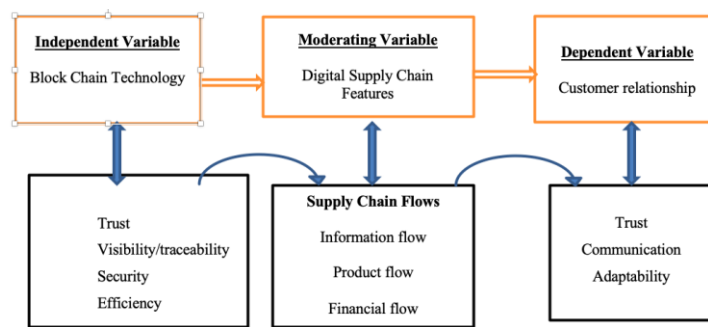 Independent Variable
Block Chain Technology
Moderating Variable
Digital Supply Chain
Features
Dependent Variable
Customer relationship
Trust
Visibility/traceability
Security
Efficiency
Supply Chain Flows
Information flow
Product flow
Financial flow
Trust
Communication
Adaptability